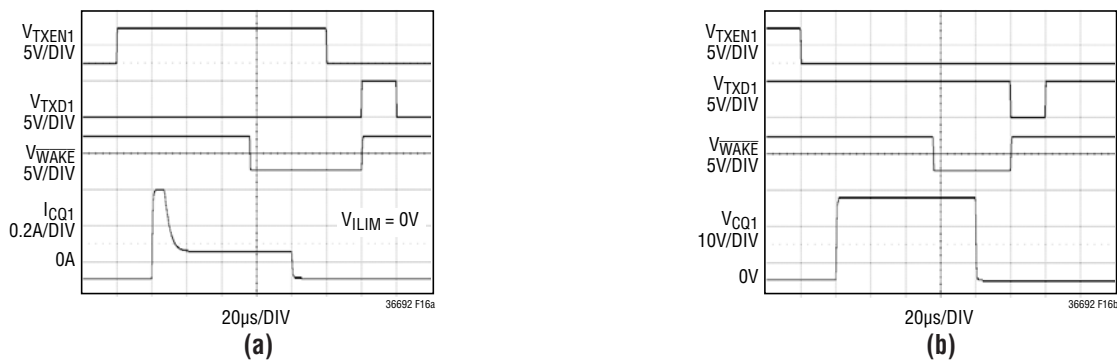 VTXEN1
5V/DIV
VTXD1
5V/DIV
VWAKE
5V/DIV
ICQ1
0.2A/DIV
0A
VILIM = 0V
36692 F16a
20µs/DIV
(a)
VTXEN1
5V/DIV
VTXD1
5V/DIV
VWAKE
5V/DIV
VCQ1
10V/DIV
0V
36692 F16b
20µs/DIV
(b)